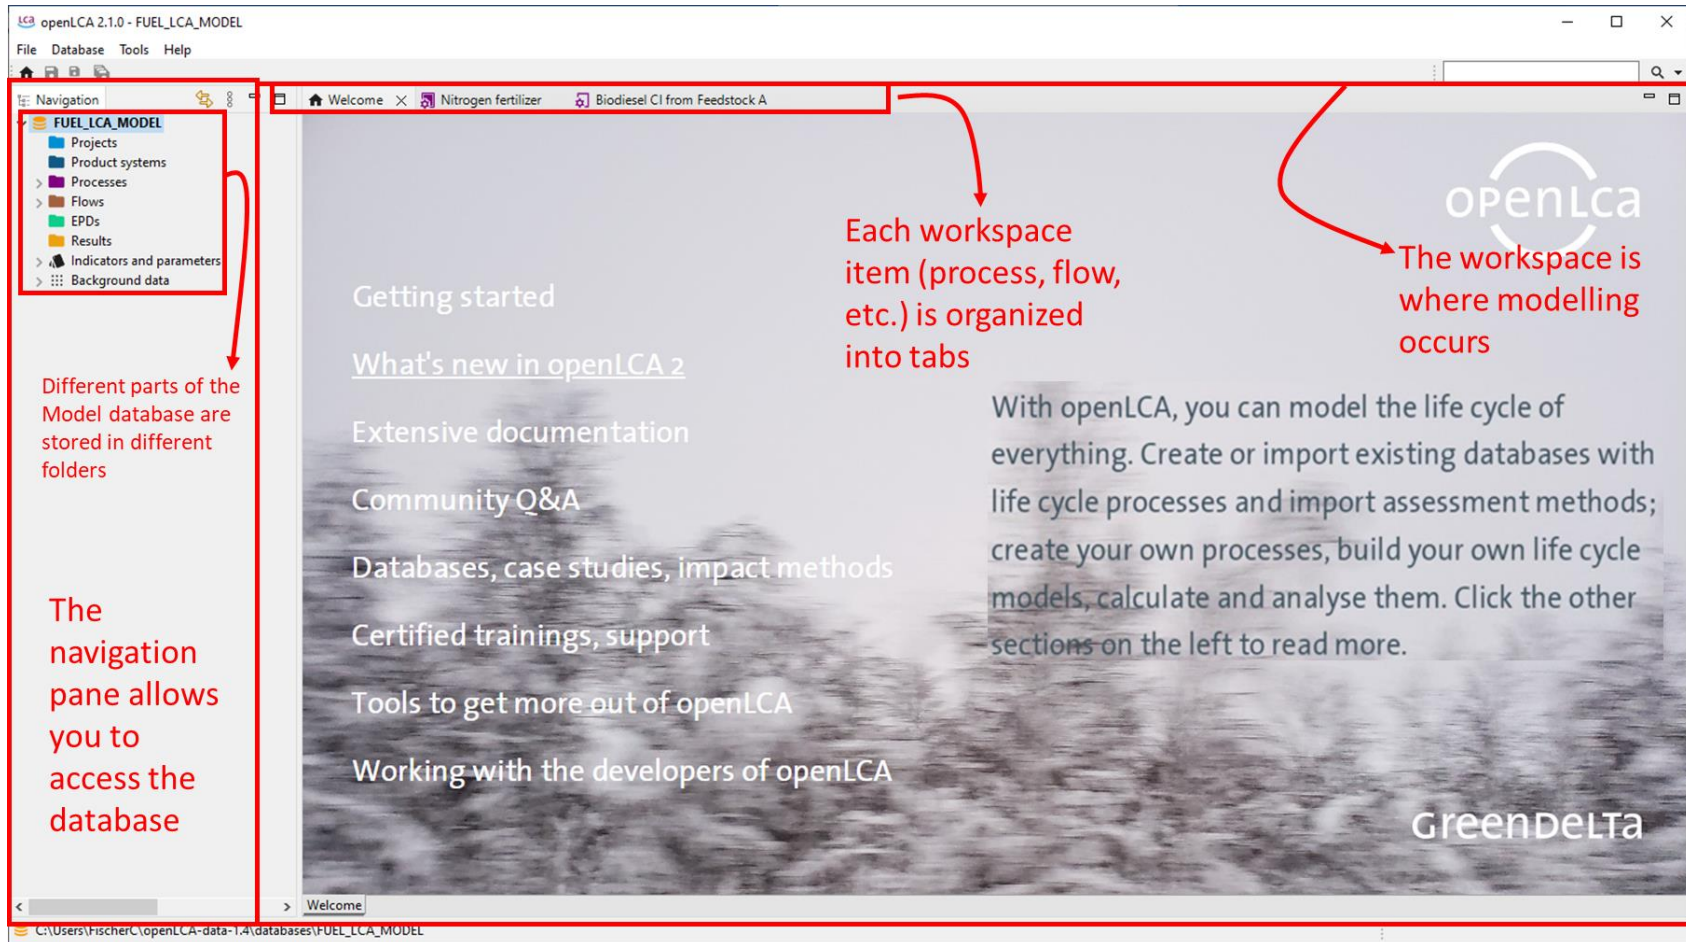 LCA openLCA 2.1.0 - FUEL_LCA_MODEL
File Database Tools Help
Navigation
Welcome Nitrogen fertilizer Biodiesel CI from Feedstock A
FUEL_LCA_MODEL
Projects
Product systems
Processes
Flows
EPDs
Results
Indicators and parameters
Background data
Different parts of the
Model database are
stored in different
folders
The
navigation
pane allows
you to
access the
database
Each workspace
item (process, flow,
etc.) is organized
into tabs
openLca
The workspace is
where modelling
occurs
Getting started
What's new in openLCA 2
Extensive documentation
Community Q&A
Databases, case studies, impact methods
Certified trainings, support
Tools to get more out of openLCA
Working with the developers of openLCA
With openLCA, you can model the life cycle of
everything. Create or import existing databases with
life cycle processes and import assessment methods;
create your own processes, build your own life cycle
models, calculate and analyse them. Click the other
sections on the left to read more.
GreenDeLTa
Welcome
C:\Users\FischerC\openLCA-data-1.4\databases\FUEL_LCA_MODEL